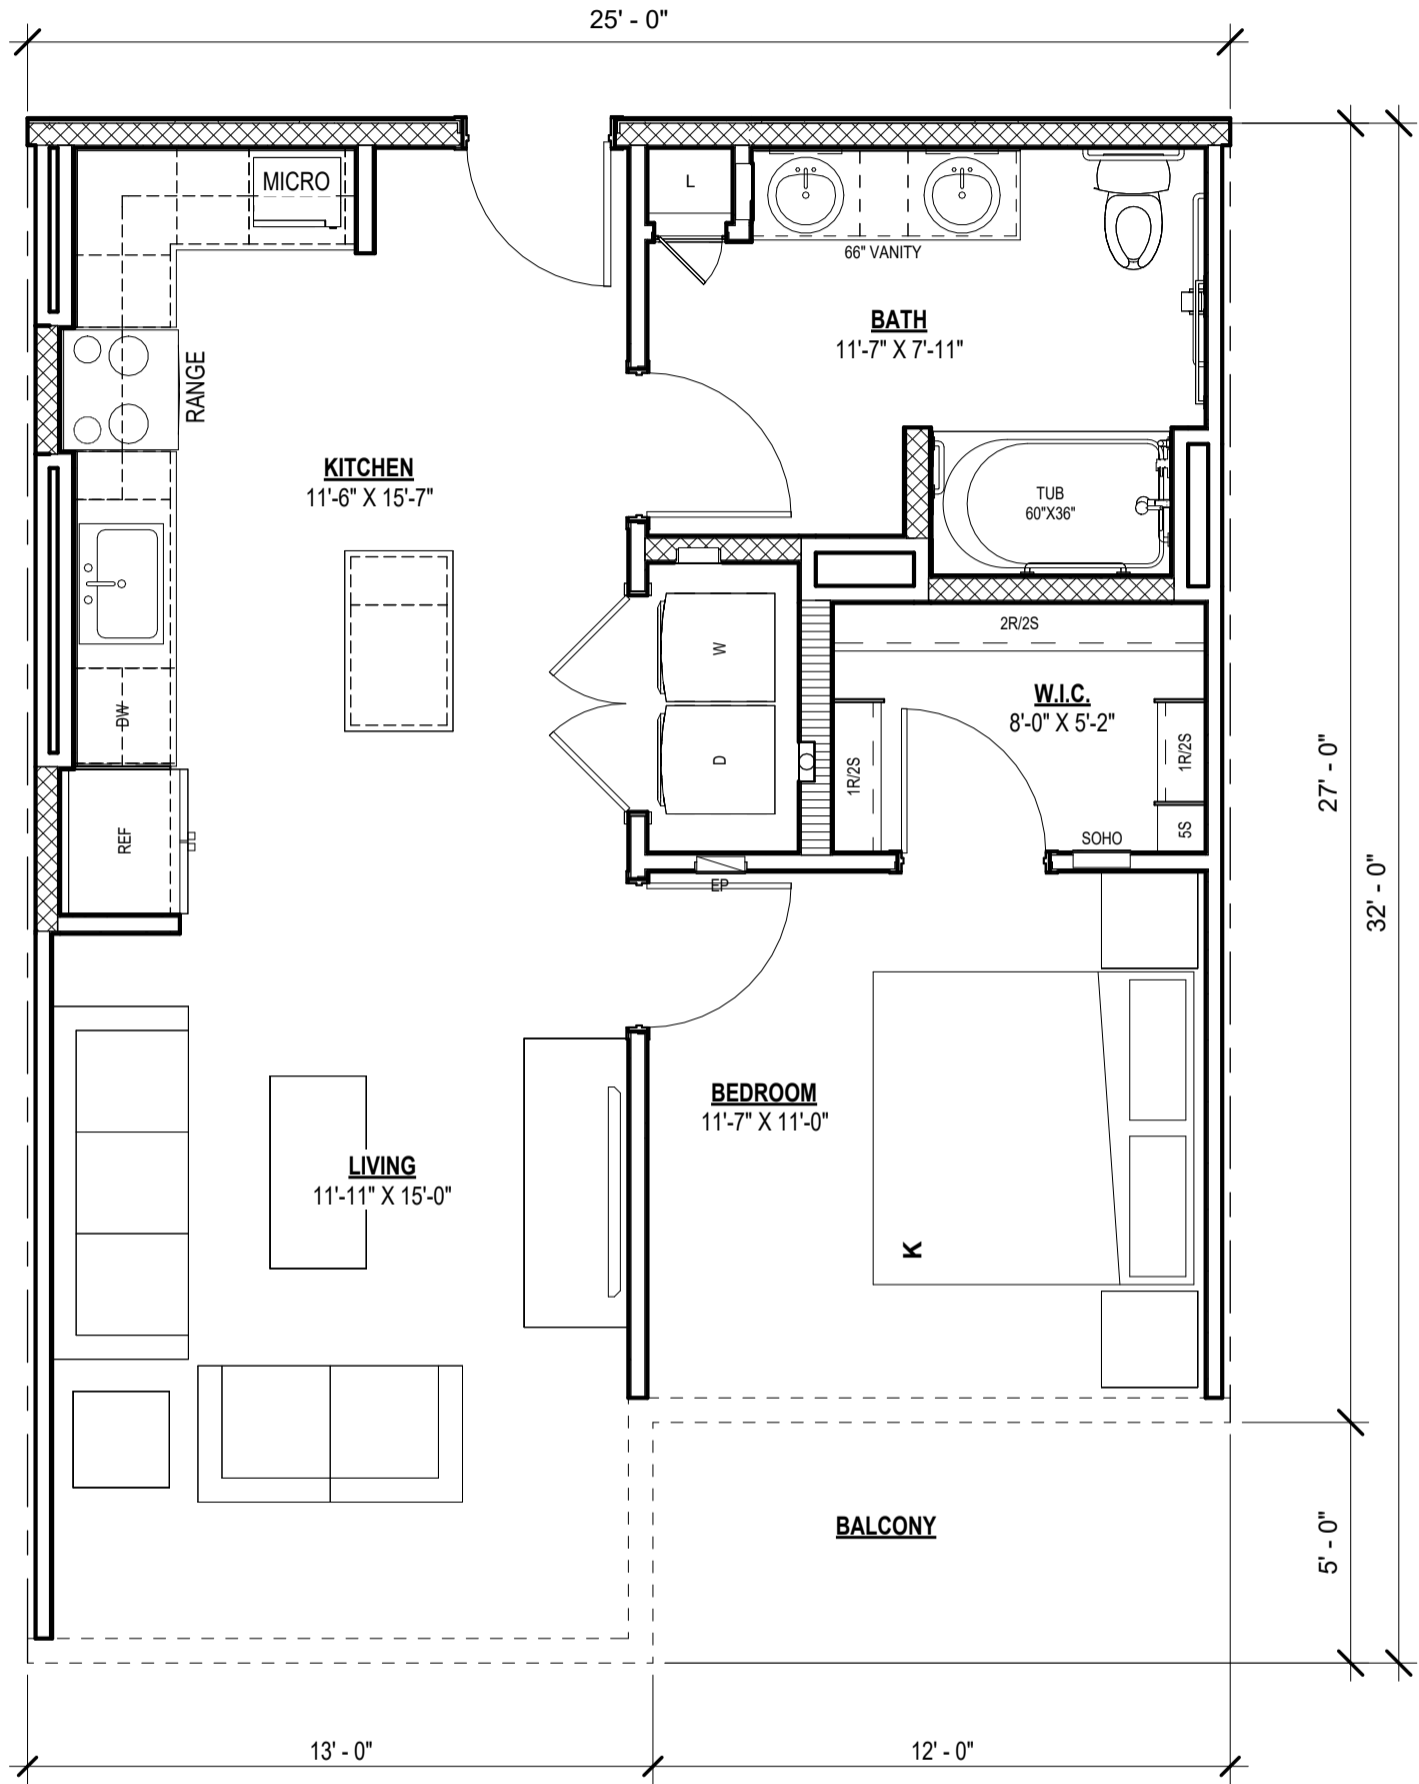 25' - 0"
MICRO
L
66" VANITY
BATH
11'-7" X 7'-11"
RANGE
KITCHEN
11'-6" X 15'-7"
TUB
60"X36"
2R/2S
W
W.I.C.
8'-0" X 5'-2"
DW
D
1R/2S
1R/2S
27' - 0"
REF
SOHO
5S
EP
32' - 0"
BEDROOM
11'-7" X 11'-0"
LIVING
11'-11" X 15'-0"
K
BALCONY
5' - 0"
13' - 0"
12' - 0"